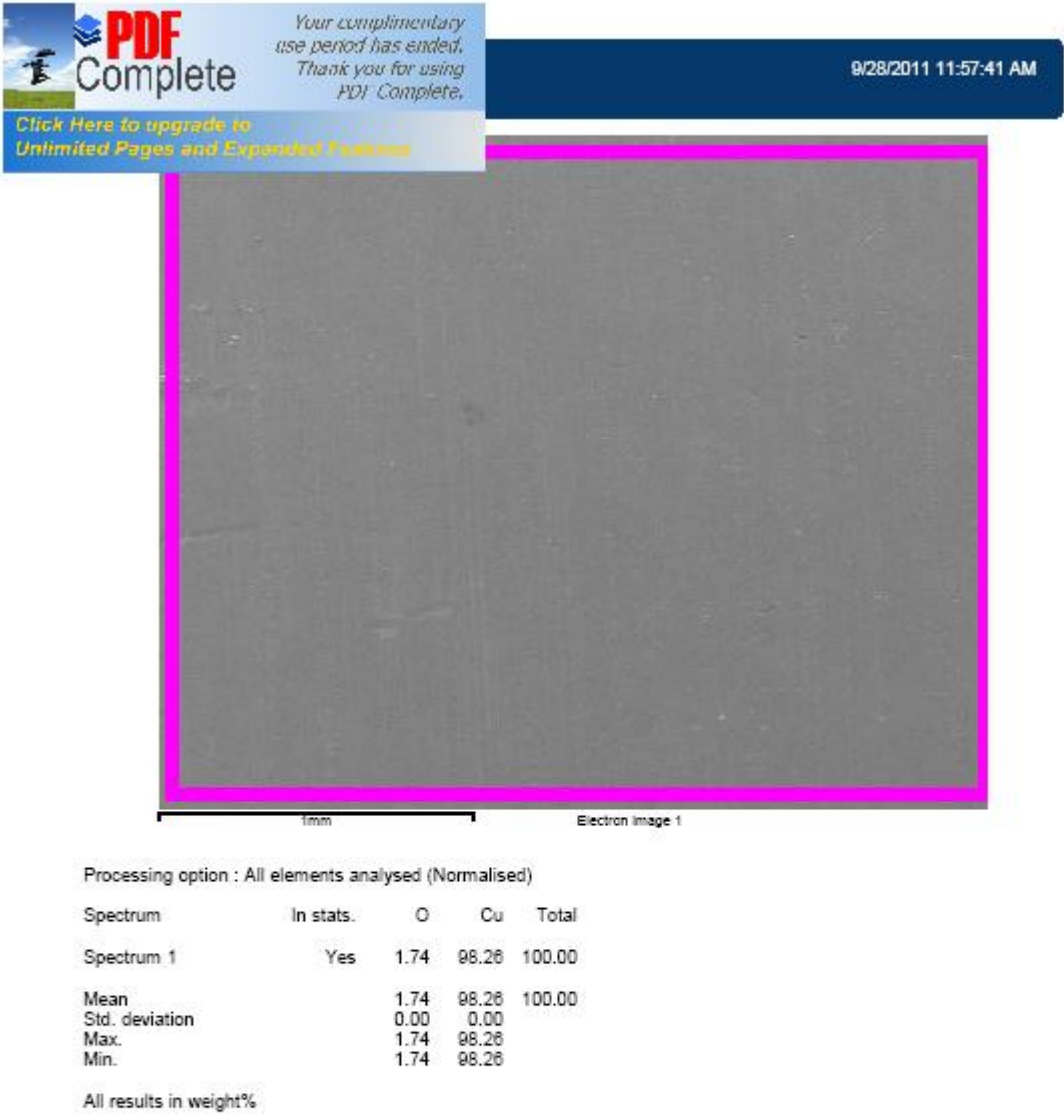 PDF
Complete
Your complimentary
use period has ended.
Thank you for using
PDF Complete.
9/28/2011 11:57:41 AM
Click Here to upgrade to
Unlimited Pages and Expanded Features
1mm
Electron Image 1
Processing option : All elements analysed (Normalised)
Spectrum In stats. O Cu Total
Spectrum 1 Yes 1.74 98.26 100.00
Mean 1.74 98.26 100.00
Std. deviation 0.00 0.00
Max. 1.74 98.26
Min. 1.74 98.26
All results in weight%